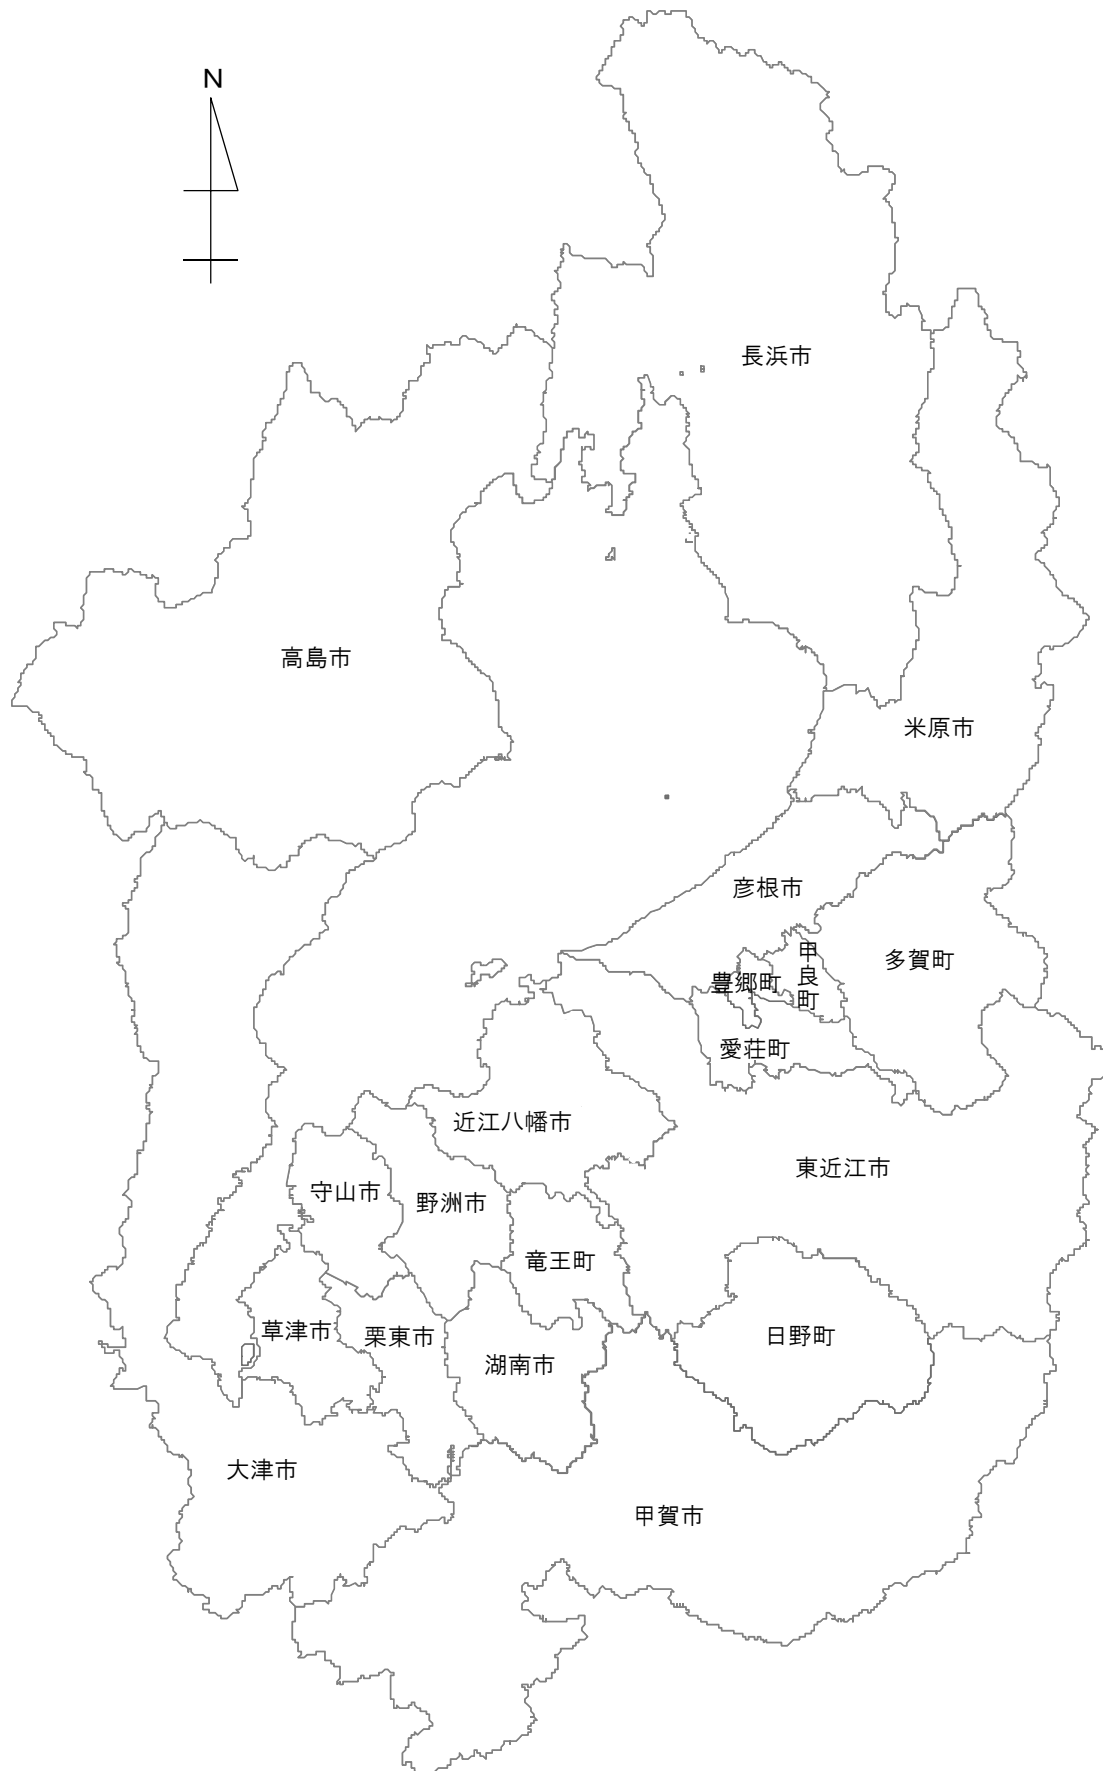 N
長浜市
高島市
米原市
彦根市
甲良町
多賀町
豊郷町
愛荘町
近江八幡市
東近江市
守山市
野洲市
竜王町
草津市
栗東市
日野町
湖南市
大津市
甲賀市